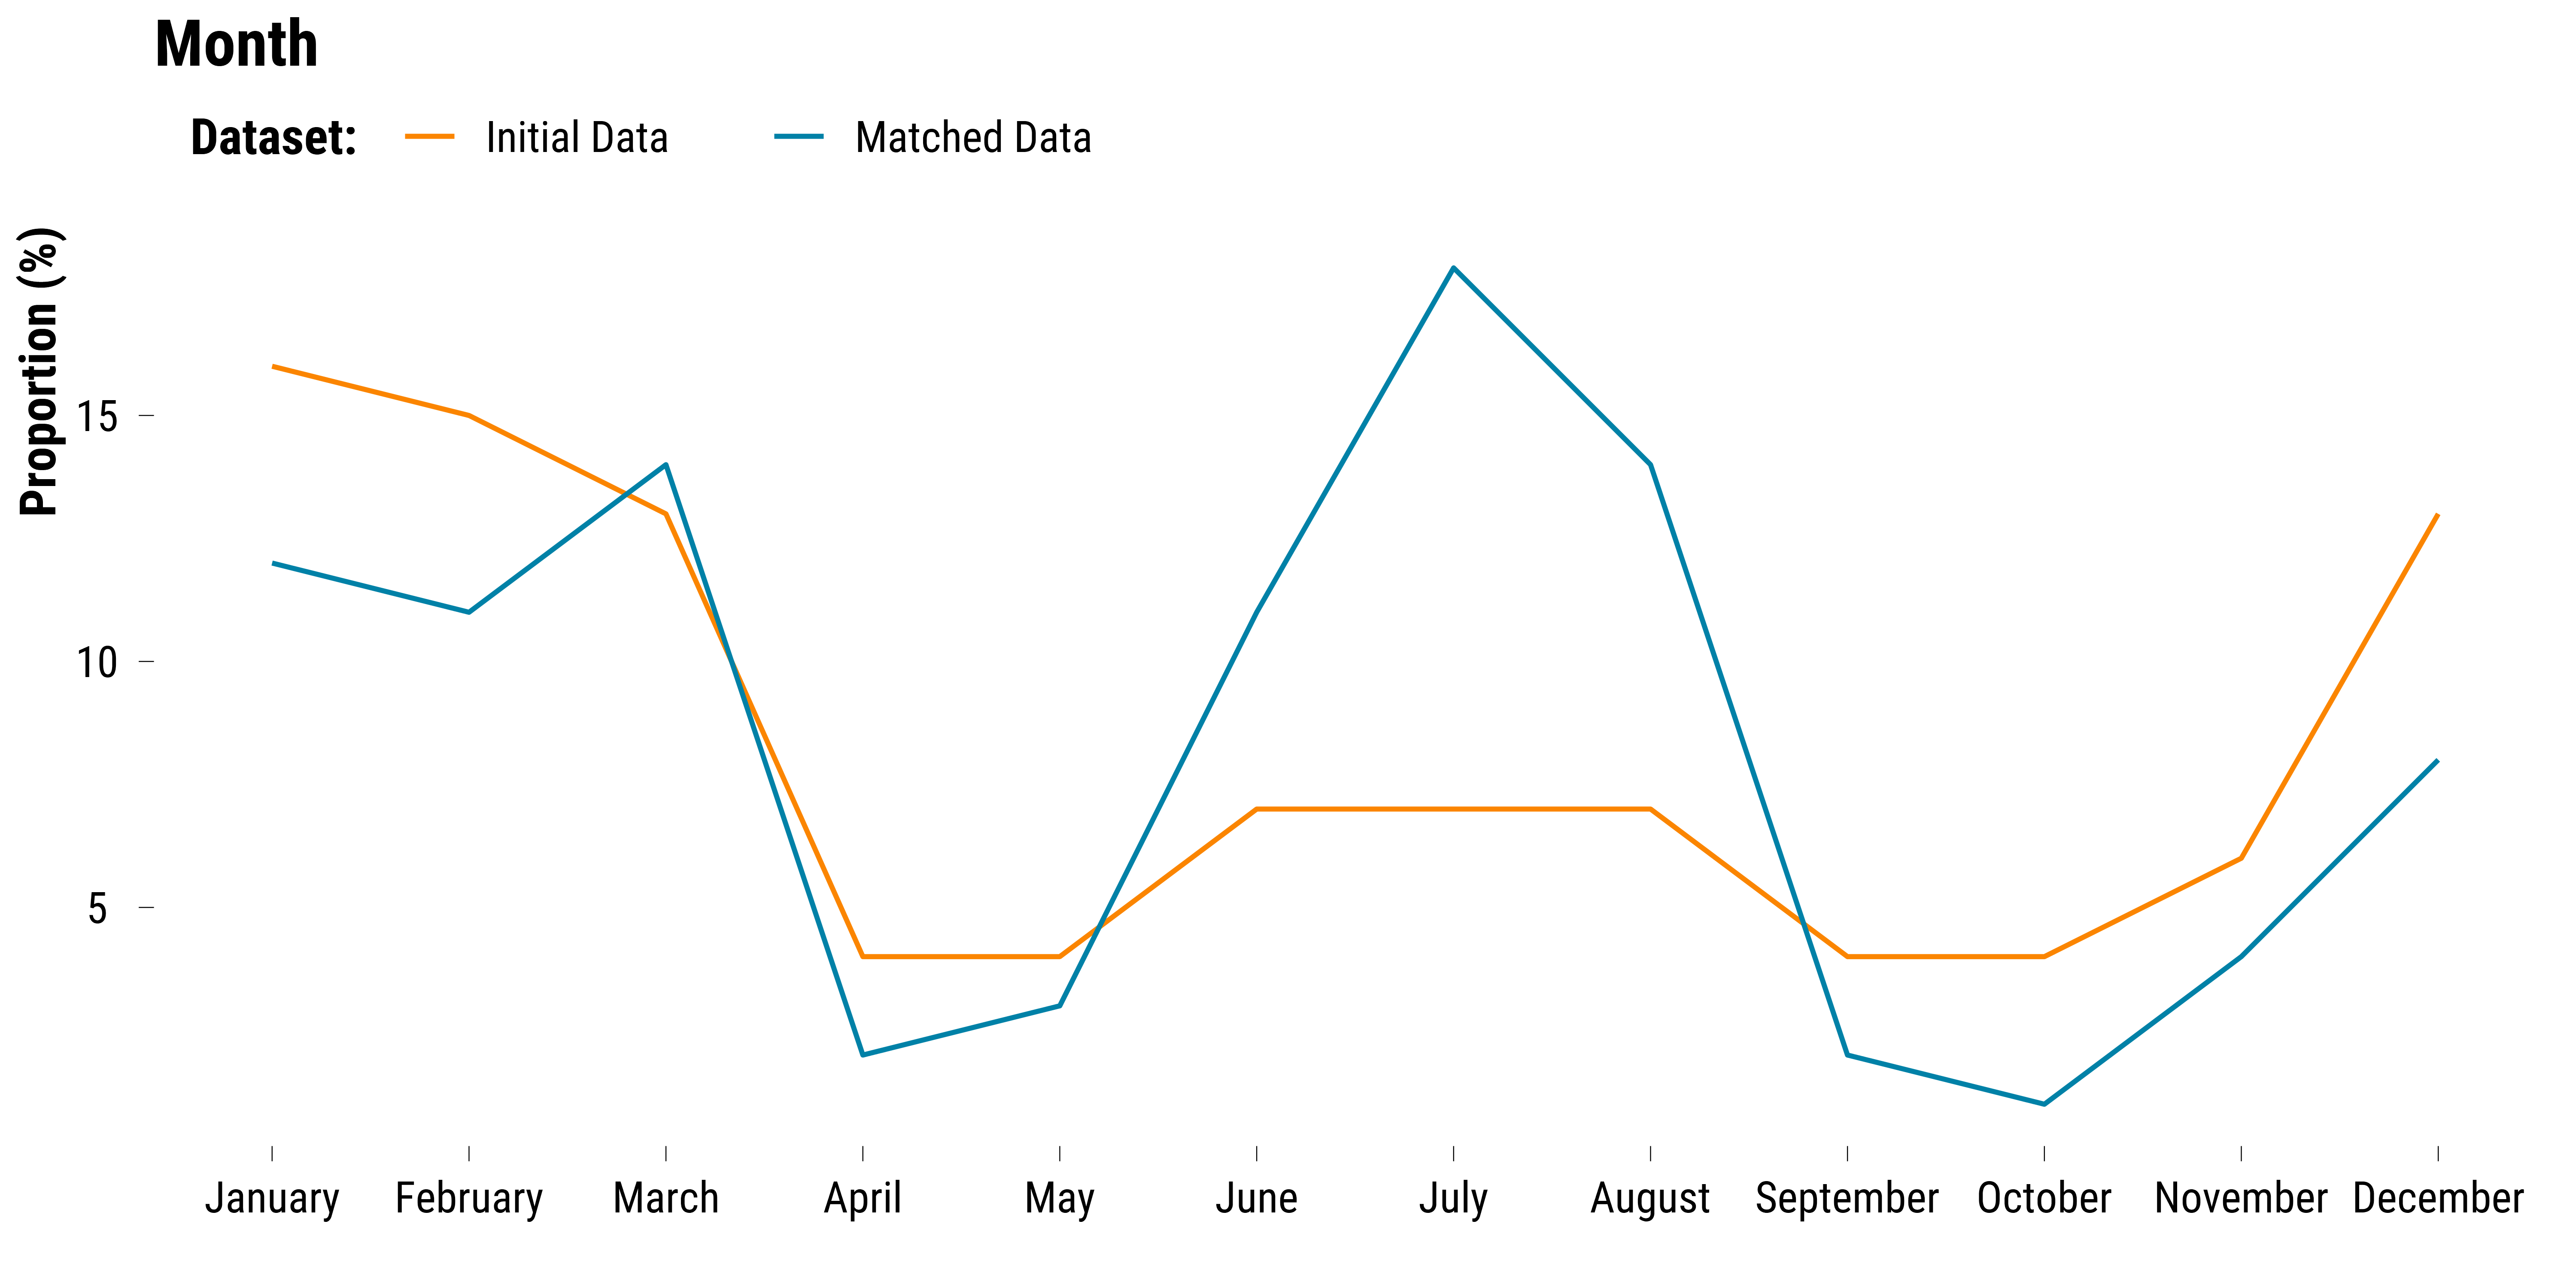 Month
Dataset: Initial Data Matched Data
Proportion (%)
15
10
5
January February March April May June July August September October November December